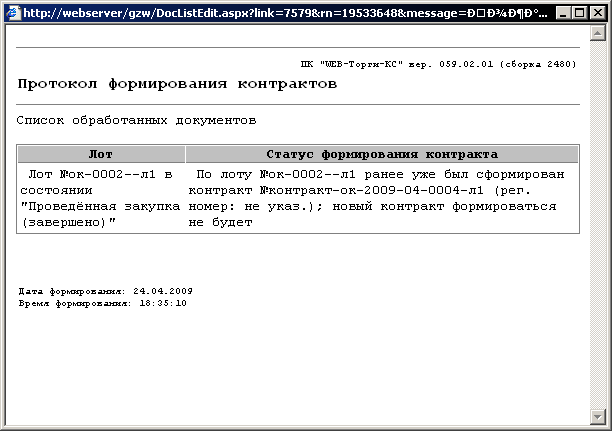 http://webserver/gzw/DocListEdit.aspx?link=7579&rn=19533648&message=
ПК "WEB-Торги-КС" вер. 059.02.01 (сборка 2480)
Протокол формирования контрактов
Список обработанных документов
Лот Статус формирования контракта
Лот №ок-0002--л1 в По лоту №ок-0002--л1 ранее уже был сформирован
состоянии контракт №контракт-ок-2009-04-0004-л1 (рег.
"Проведённая закупка номер: не указ.); новый контракт формироваться
(завершено)" не будет
Дата формирования: 24.04.2009
Время формирования: 18:35:10